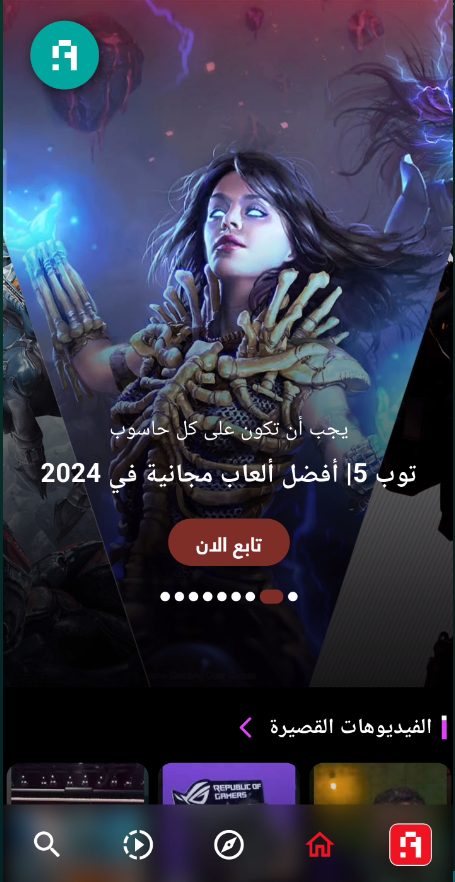 يجب أن تكون على كل حاسوب
توب 5| أفضل ألعاب مجانية في 2024
تابع الان
الفيديوهات القصيرة
REPUBLIC OF
GAMERS